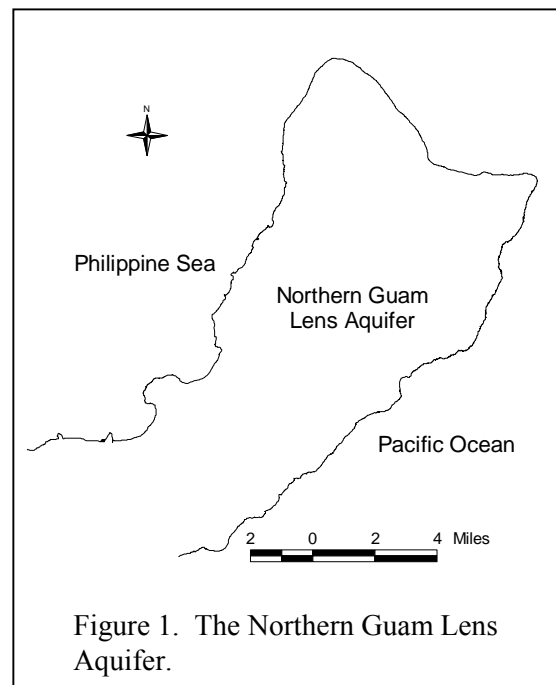 N
Philippine Sea
Northern Guam
Lens Aquifer
Pacific Ocean
2 0 2 4 Miles
Figure 1. The Northern Guam Lens
Aquifer.